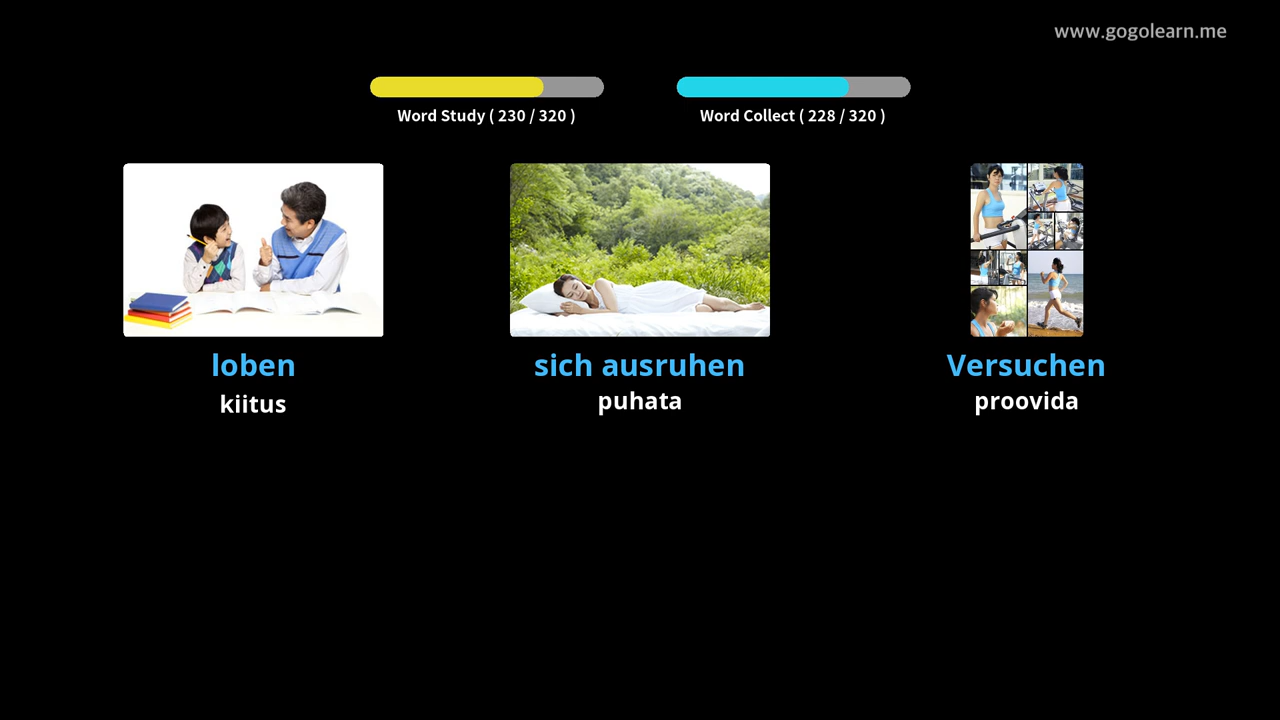 www.gogolearn.me
Word Study ( 230 / 320 )
Word Collect ( 228 / 320 )
loben
sich ausruhen
Versuchen
kiitus
puhata
proovida